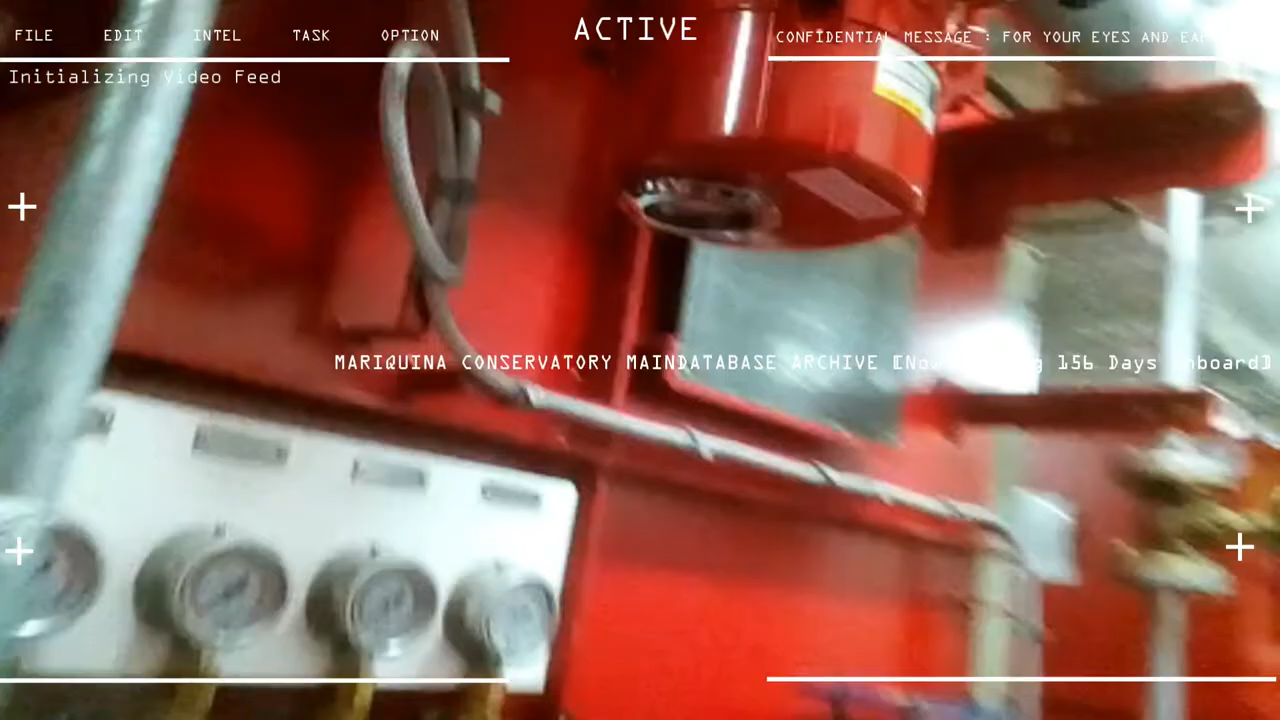 FILE EDIT INTEL TASK OPTION
ACTIVE
CONFIDENTIAL MESSAGE : FOR YOUR EYES AND
Initializing Video Feed
MARIQUINA CONSERVATORY MAINDATABASE ARCHIVE 156 Days